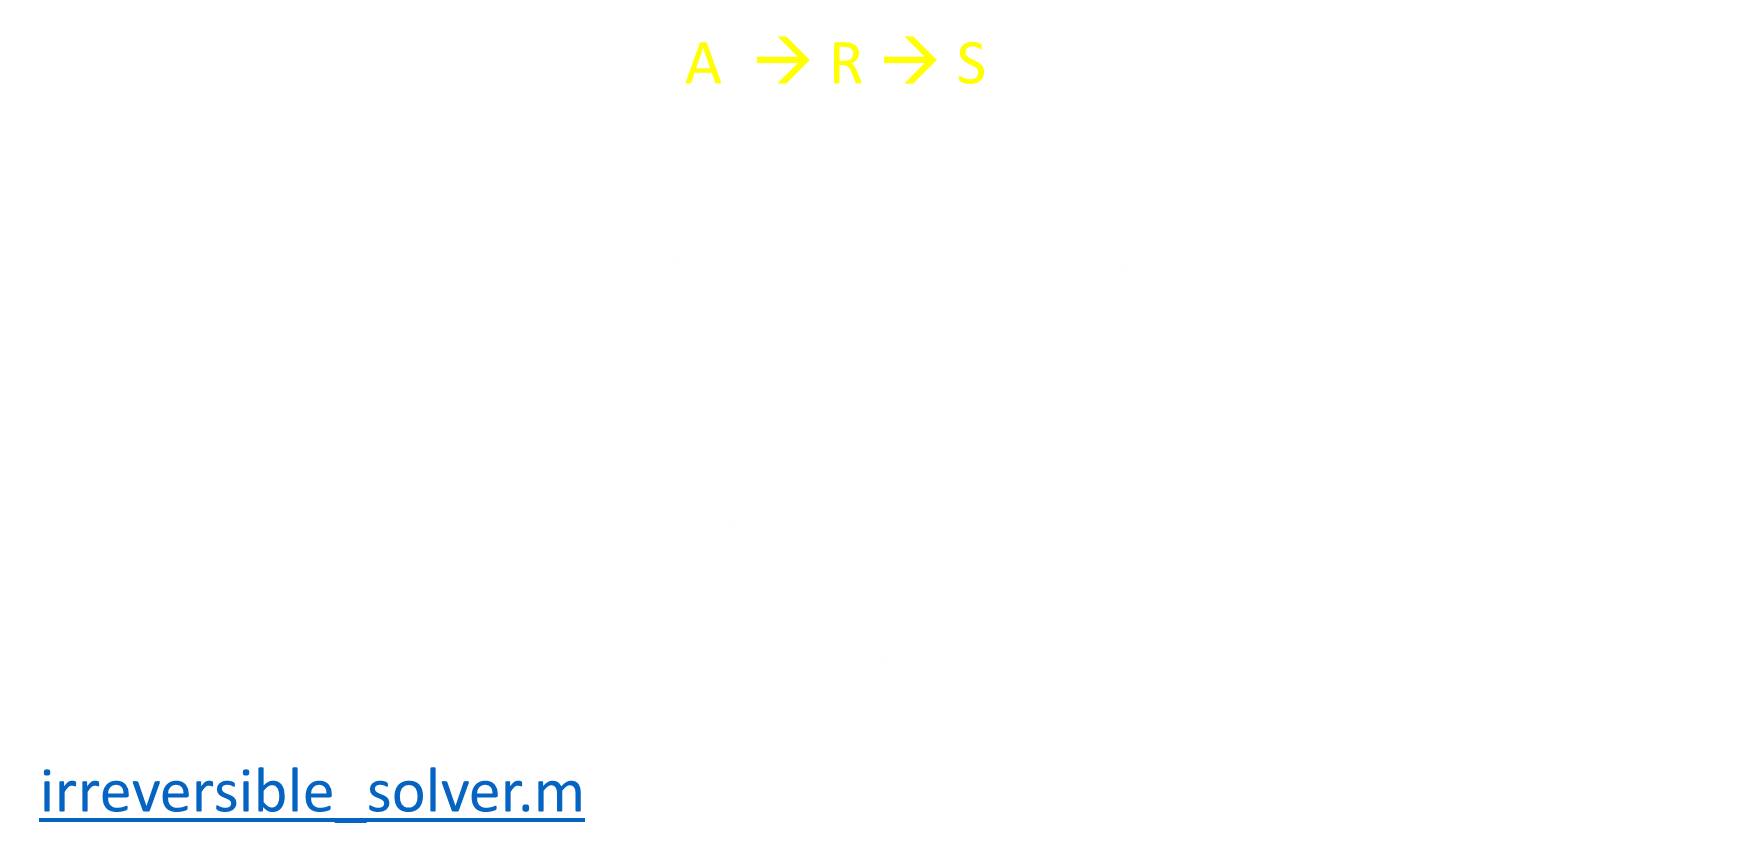 A → R → S
irreversible_solver.m